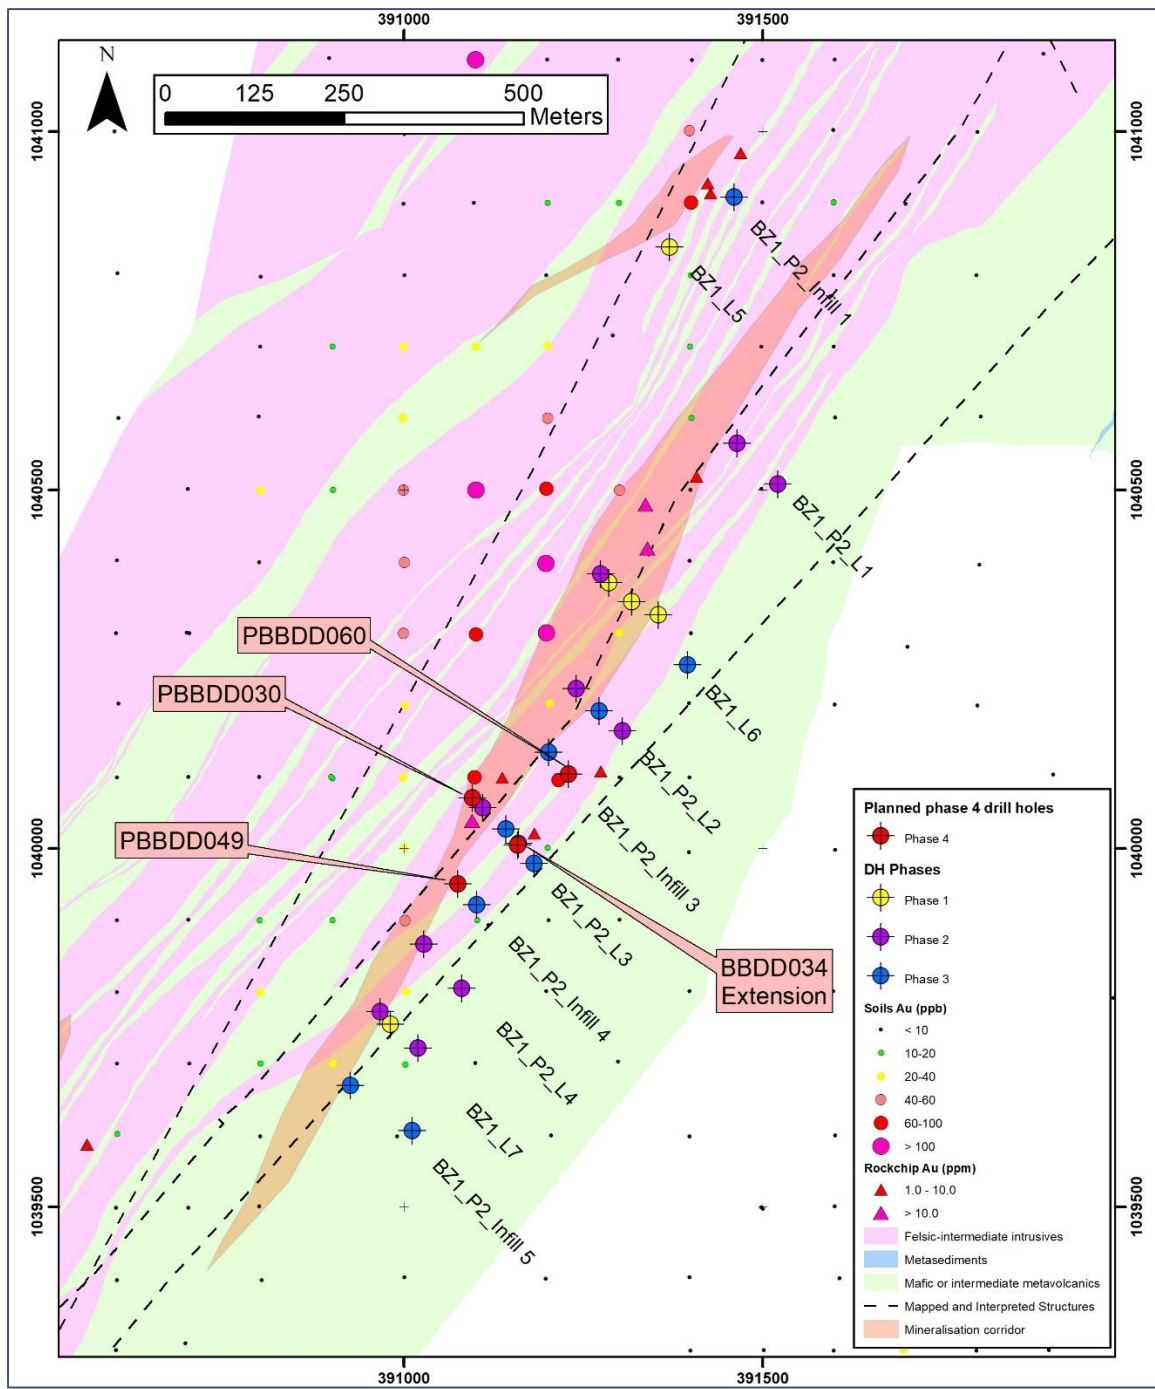 391000
391500
N
0 125 250 500
Meters
1041000
1041000
BZ1_P2_Infill 1
BZ1_L5
1040500
1040500
BZ1_P2_L1
PBBDD060
PBBDD030
BZ1_L6
BZ1_P2_L2
PBBDD049
BZ1_P2_Infill 3
1040000
1040000
BZ1_P2_L3
BBDD034
Extension
BZ1_P2_Infill 4
BZ1_P2_L4
BZ1_L7
BZ1_P2_Infill 5
1039500
1039500
Planned phase 4 drill holes
Phase 4
DH Phases
Phase 1
Phase 2
Phase 3
Soils Au (ppb)
< 10
10-20
20-40
40-60
60-100
> 100
Rockchip Au (ppm)
1.0 - 10.0
> 10.0
Felsic-intermediate intrusives
Metasediments
Mafic or intermediate metavolcanics
Mapped and Interpreted Structures
Mineralisation corridor
391000
391500